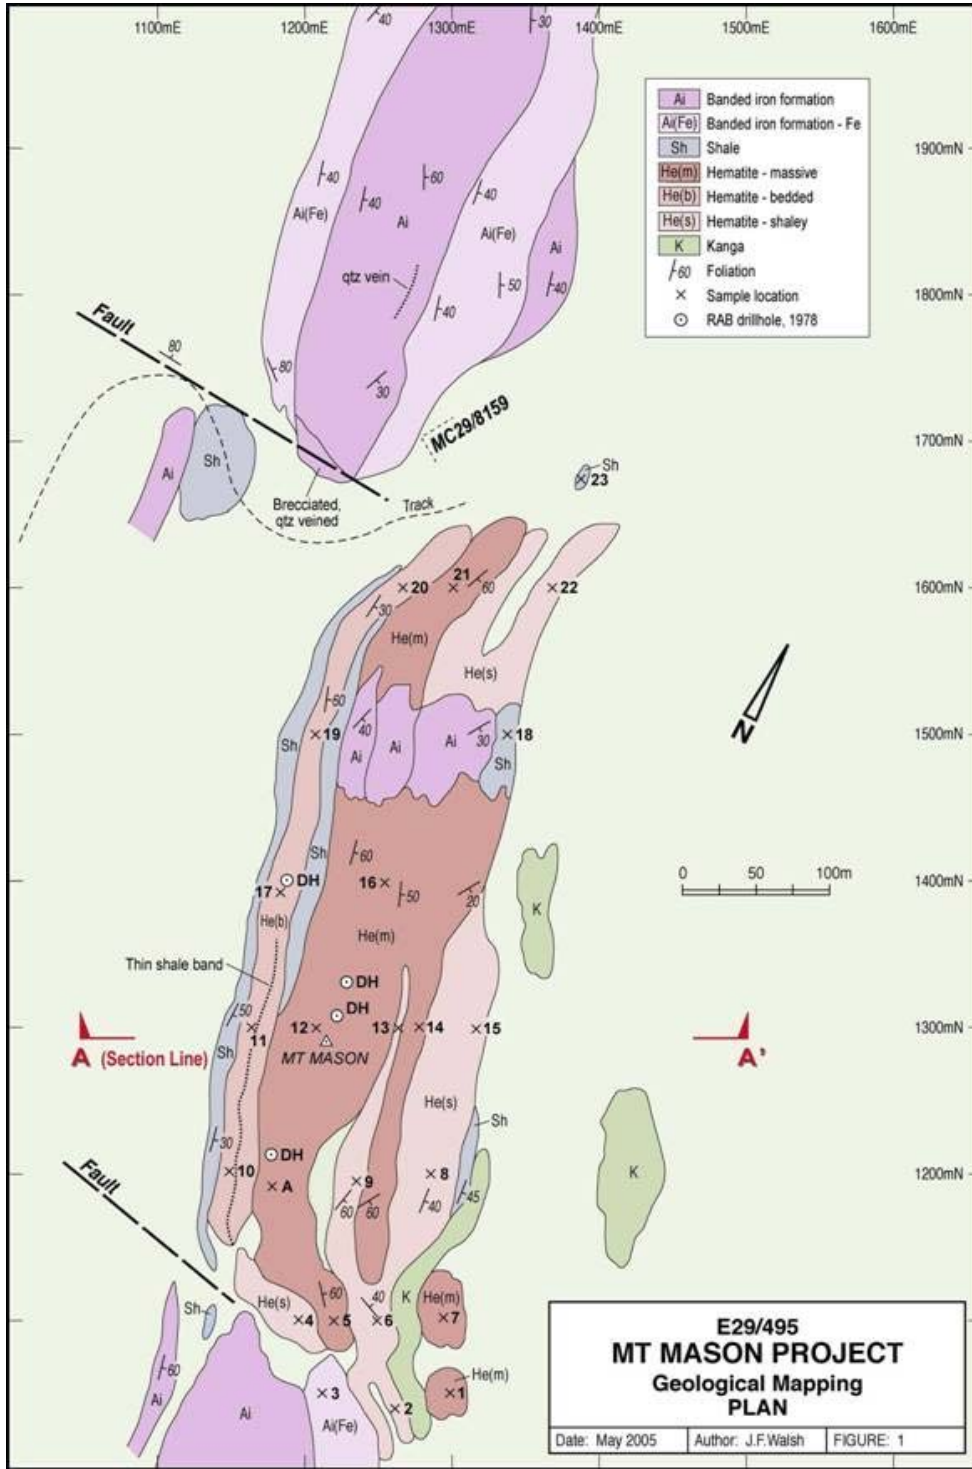 1100mE 1200mE 1300mE 1400mE 1500mE 1600mE
40
30
Ai Banded iron formation
Ai(Fe) Banded iron formation - Fe
Sh Shale
He(m) Hematite - massive
He(b) Hematite - bedded
He(s) Hematite - shaley
K Kanga
60 Foliation
× Sample location
RAB drillhole, 1978
1900mN
40 60 40
40
Ai(Fe) Ai Ai(Fe)
Ai
qtz vein
50 40
1800mN
40
Fault
80
80
30
MC29/8159
1700mN
Ai Sh
Sh
23
Brecciated,
qtz veined
Track
20 21 60 22
1600mN
30
He(m)
He(s)
60
19 40 30 18
1500mN
Sh Ai Ai Ai Sh
N
Sh 60
17 DH 16 50 20
1400mN
0 50 100m
K
He(b)
He(m)
Thin shale band
DH
DH
50
11 12 13 14 15
1300mN
MT MASON
A (Section Line)
A'
Sh
He(s)
Sh
30
DH
10 A 9 8
1200mN
K
60 60 40 45
Fault
He(s) 60 40 K He(m)
Sh
4 5 6 7
60
He(m)
3 2 1
Ai Ai Ai(Fe)
E29/495
MT MASON PROJECT
Geological Mapping
PLAN
Date: May 2005 Author: J.F.Walsh FIGURE: 1